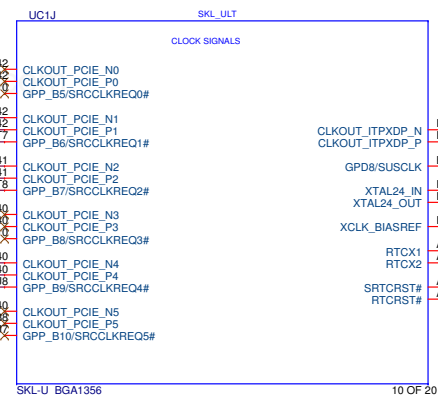 UC1J
SKL_ULT
CLOCK SIGNALS
CLKOUT_PCIE_N0
CLKOUT_PCIE_P0
GPP_B5/SRCCLKREQ0#
CLKOUT_PCIE_N1
CLKOUT_PCIE_P1
GPP_B6/SRCCLKREQ1#
CLKOUT_PCIE_N2
CLKOUT_PCIE_P2
GPP_B7/SRCCLKREQ2#
CLKOUT_PCIE_N3
CLKOUT_PCIE_P3
GPP_B8/SRCCLKREQ3#
CLKOUT_PCIE_N4
CLKOUT_PCIE_P4
GPP_B9/SRCCLKREQ4#
CLKOUT_PCIE_N5
CLKOUT_PCIE_P5
GPP_B10/SRCCLKREQ5#
CLKOUT_ITPXDP_N
CLKOUT_ITPXDP_P
GPD8/SUSCLK
XTAL24_IN
XTAL24_OUT
XCLK_BIASREF
RTCX1
RTCX2
SRTCRST#
RTCRST#
SKL-U_BGA1356
10 OF 20